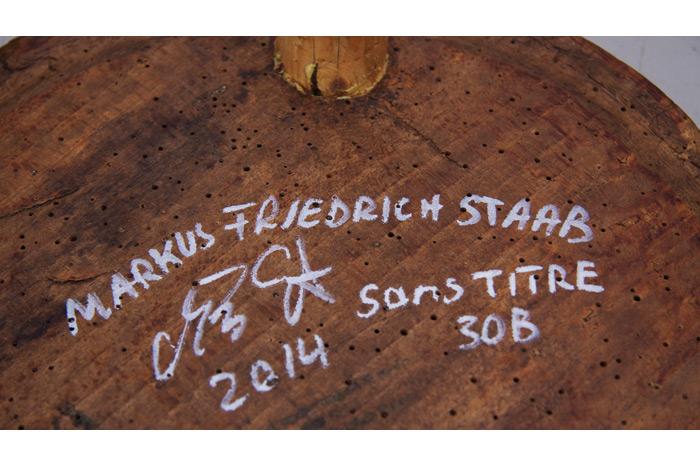 MARKUS FRIEDRICH STAAB
sans TITRE
30B
2014